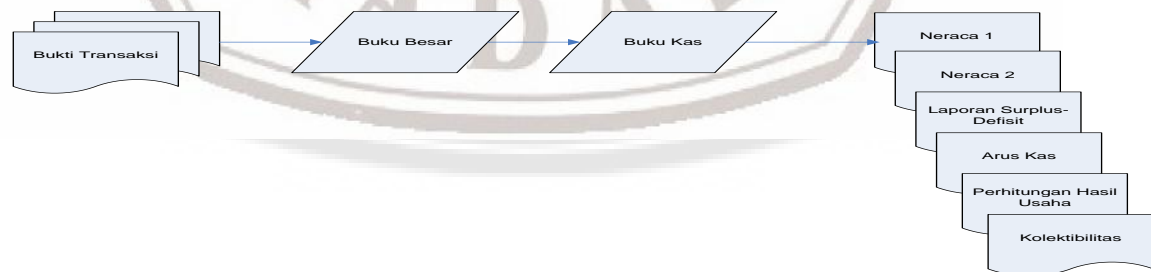 Bukti Transaksi
Buku Besar
Buku Kas
Neraca 1
Neraca 2
Laporan Surplus-
Defisit
Arus Kas
Perhitungan Hasil
Usaha
Kolektibilitas